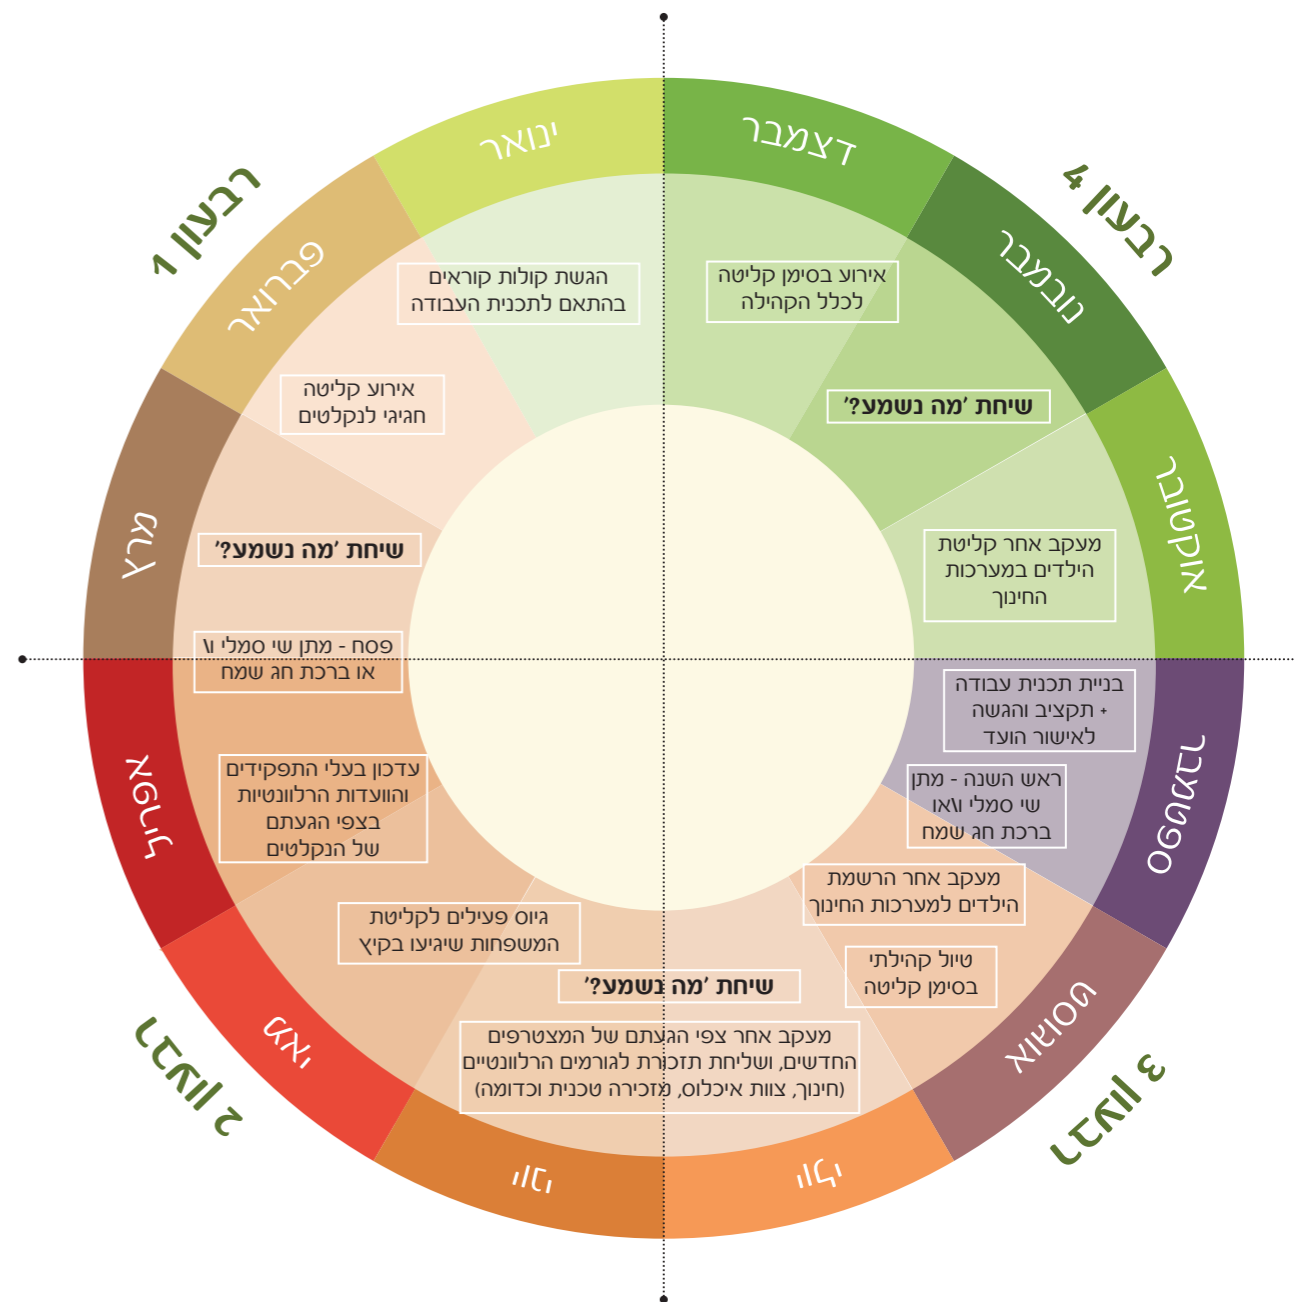 רבעון 1
ינואר
הגשת קולות קוראים
בהתאם לתכנית העבודה
פברואר
אירוע קליטה
חגיגי לנקלטים
מרץ
שיחת 'מה נשמע?'
פסח - מתן שי סמלי ו\
או ברכת חג שמח
רבעון 2
אפריל
עדכון בעלי התפקידים
והוועדות הרלוונטיות
בצפי הגעתם
של הנקלטים
מאי
גיוס פעילים לקליטת
המשפחות שיגיעו בקיץ
יוני
שיחת 'מה נשמע?'
מעקב אחר צפי הגעתם של המצטרפים
החדשים, ושליחת תזכורת לגורמים הרלוונטיים
(חינוך, צוות איכלוס, מזכירה טכנית וכדומה)
רבעון 3
יולי
אוגוסט
טיול קהילתי
בסימן קליטה
מעקב אחר הרשמת
הילדים למערכות החינוך
ספטמבר
ראש השנה - מתן
שי סמלי ו\או
ברכת חג שמח
בניית תכנית עבודה
+ תקציב והגשה
לאישור הועד
רבעון 4
אוקטובר
מעקב אחר קליטת
הילדים במערכות
החינוך
נובמבר
שיחת 'מה נשמע?'
דצמבר
אירוע בסימן קליטה
לכלל הקהילה